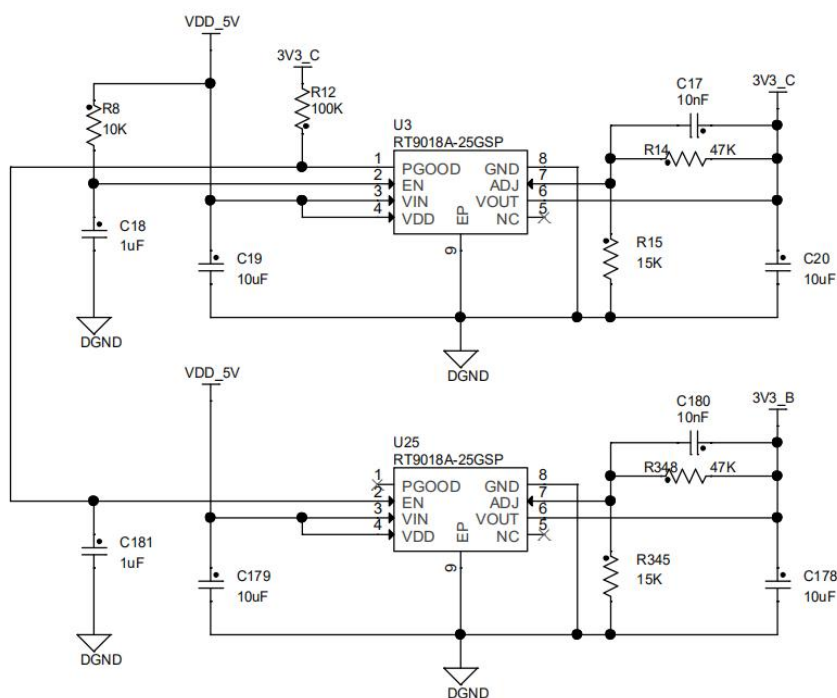 VDD_5V
3V3_C
R8
10K
R12
100K
C18
1uF
C19
10uF
U3
RT9018A-25GSP
1 PGOOD GND 8
2 EN ADJ 7
3 VIN VOUT 6
4 VDD NC 5
EP
9
C17
10nF
3V3_C
R14 47K
R15
15K
C20
10uF
DGND
DGND
VDD_5V
C181
1uF
C179
10uF
U25
RT9018A-25GSP
1 PGOOD GND 8
2 EN ADJ 7
3 VIN VOUT 6
4 VDD NC 5
EP
9
C180
10nF
3V3_B
R348 47K
R345
15K
C178
10uF
DGND
DGND